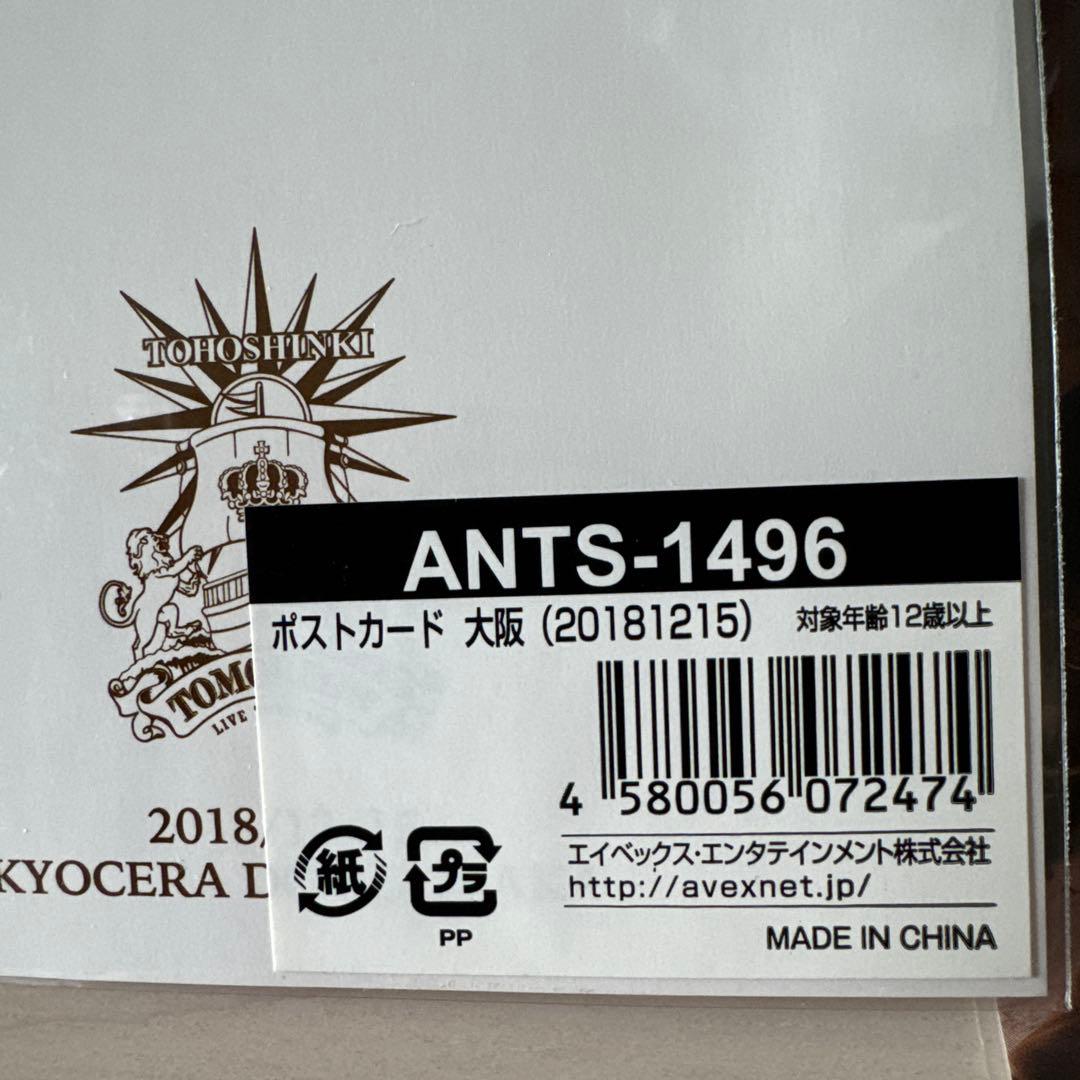 TOHOSHINKI
LIVE
2018/
KYOCERA D
ANTS-1496
ポストカード 大阪 (20181215)
対象年齢12歳以上
4 580056 072474
エイベックス・エンタテインメント株式会社
http://avexnet.jp/
紙
プラ
PP
MADE IN CHINA